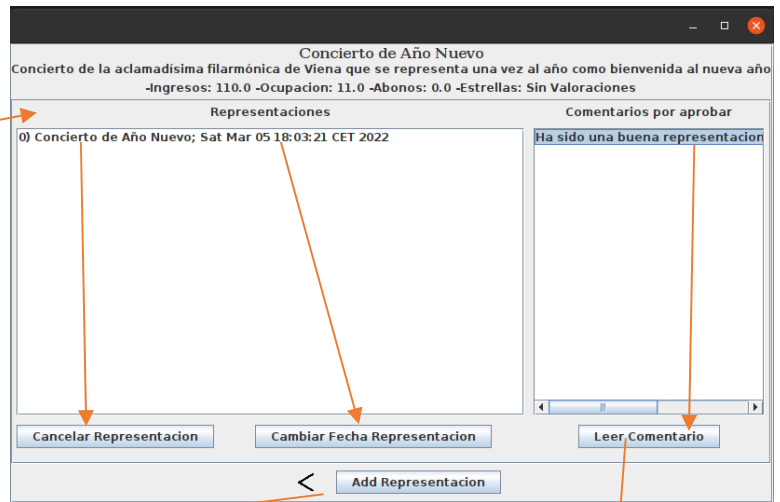 Concierto de Año Nuevo
Concierto de la aclamadísima filarmónica de Viena que se representa una vez al año como bienvenida al nueva año
-Ingresos: 110.0 -Ocupacion: 11.0 -Abonos: 0.0 -Estrellas: Sin Valoraciones
Representaciones
Comentarios por aprobar
0) Concierto de Año Nuevo; Sat Mar 05 18:03:21 CET 2022
Ha sido una buena representacion
Cancelar Representacion
Cambiar Fecha Representacion
Leer Comentario
< Add Representacion